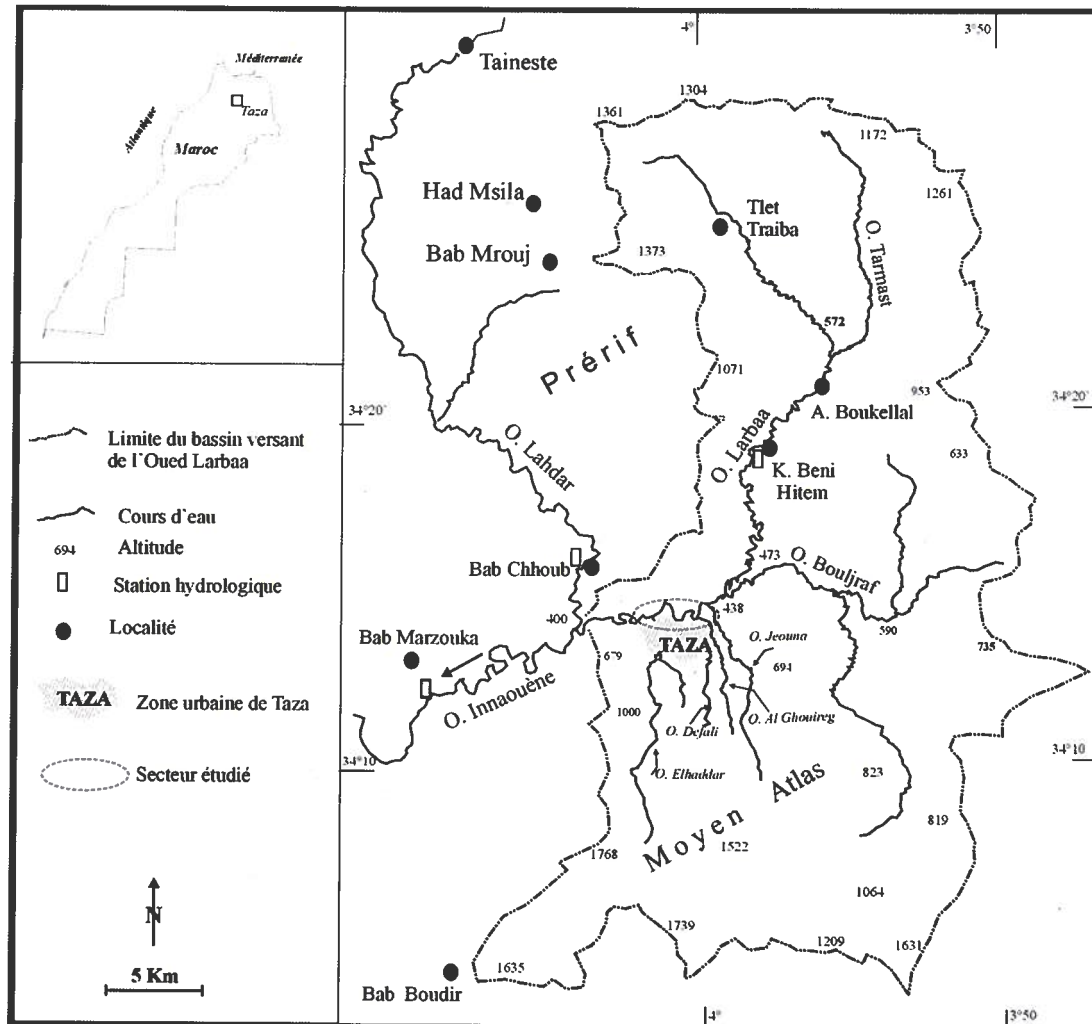 Méditerranée
Atlantique
Taza
Maroc
Limite du bassin versant
de l'Oued Larbaa
Cours d'eau
694 Altitude
Station hydrologique
Localité
TAZA Zone urbaine de Taza
Secteur étudié
N
5 Km
4°
3°50
Taineste
1361
1304
1172
1261
Had Msila
Bab Mrouj
Tlet
Traiba
1373
O. Tarmast
572
Prérif
1071
953
34°20
34°20
A. Boukellal
O. Larbaa
O. Lahdar
K. Beni
Hitem
633
473
O. Bouljraf
Bab Chhoub
400
438
590
735
Bab Marzouka
TAZA
679
O. Jeouna
694
O. Innaouène
1000
O. Defali
O. Al Ghouireg
34°10
34°10
O. Elhadlar
823
Moyen Atlas
819
1768
1522
1064
1739
1209
1631
1635
Bab Boudir
4°
3°50